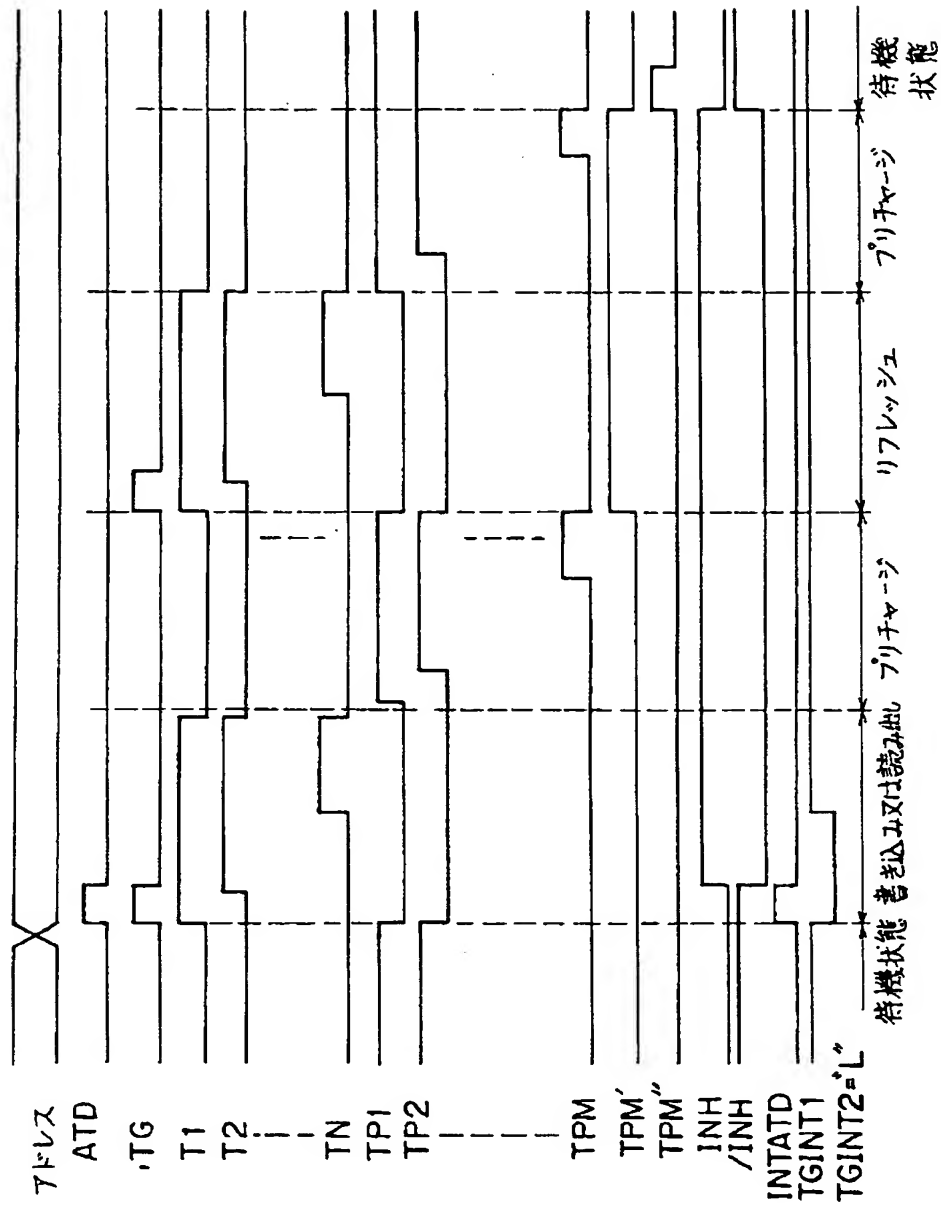 アドレス
ATD
TG
T1
T2
TN
TP1
TP2
TPM
TPM'
TPM"
INH
/INH
INTATD
TGINT1
TGINT2="L"
待機状態
書き込み又は読み出し
プリチャージ
リフレッシュ
プリチャージ
待機
状態